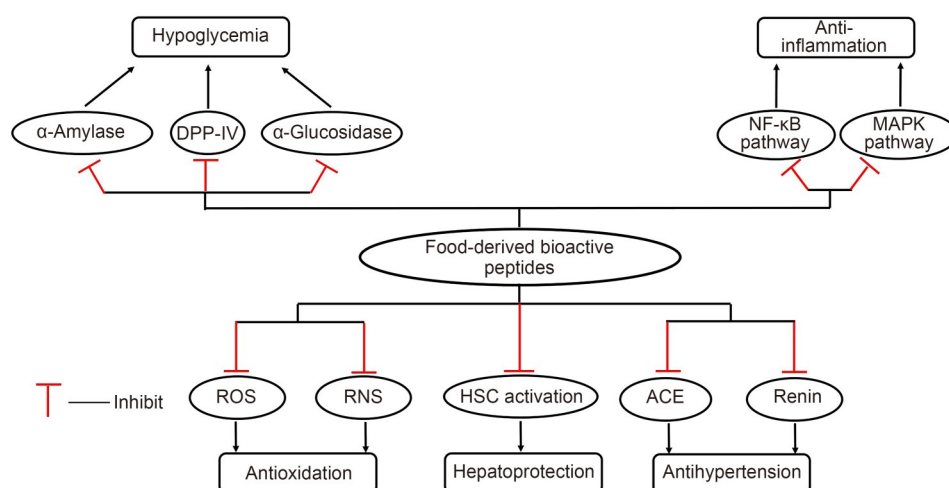 Hypoglycemia
Anti-
inflammation
α-Amylase
DPP-IV
α-Glucosidase
NF-κB
pathway
MAPK
pathway
Food-derived bioactive
peptides
Inhibit
ROS
RNS
HSC activation
ACE
Renin
Antioxidation
Hepatoprotection
Antihypertension